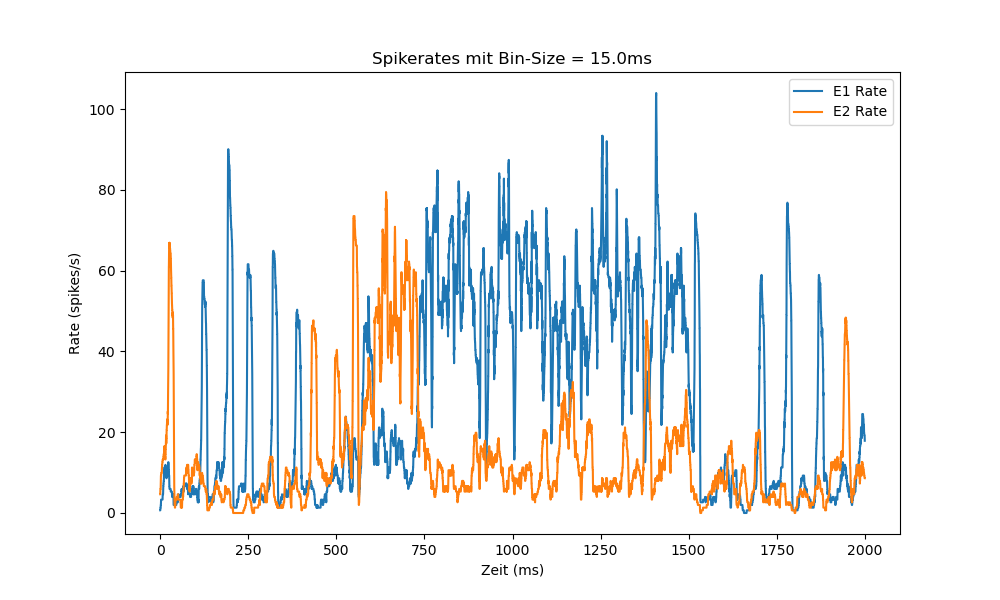 Spikerates mit Bin-Size = 15.0ms
E1 Rate
E2 Rate
Rate (spikes/s)
100
80
60
40
20
0
0 250 500 750 1000 1250 1500 1750 2000
Zeit (ms)